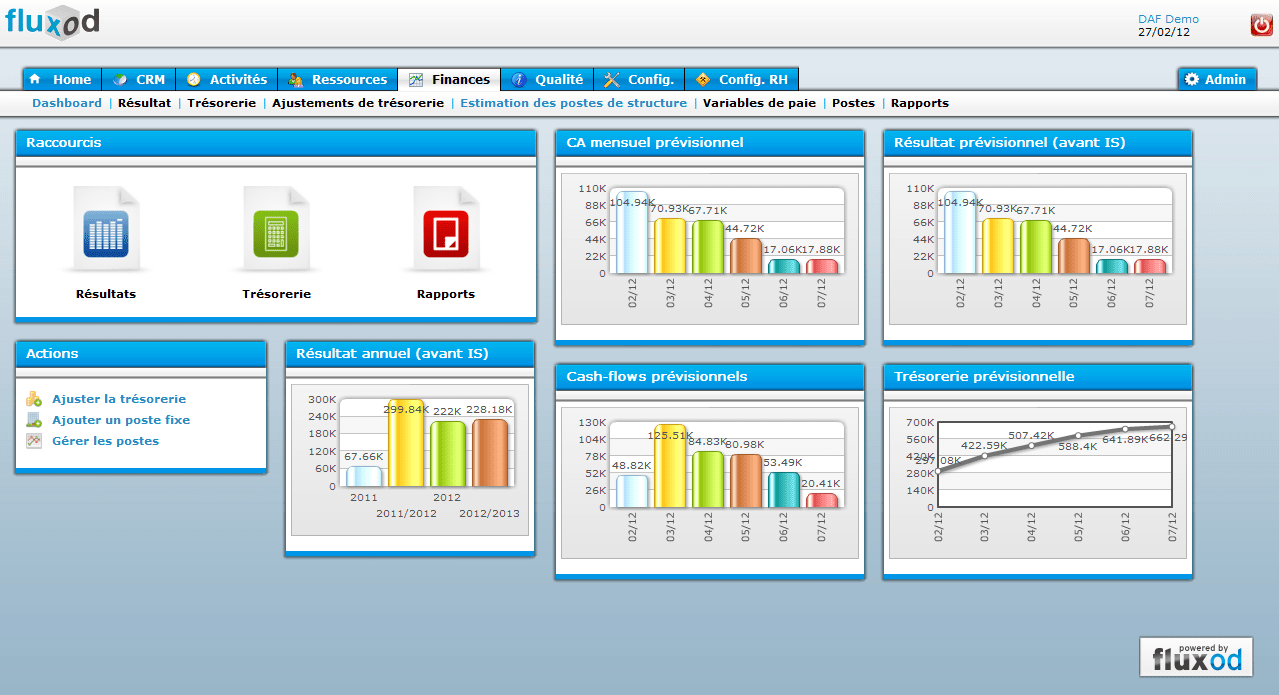 fluxod
DAF Demo
27/02/12
Home CRM Activités Ressources Finances Qualité Config. Config. RH Admin
Dashboard | Résultat | Trésorerie | Ajustements de trésorerie | Estimation des postes de structure | Variables de paie | Postes | Rapports
Raccourcis
Résultats Trésorerie Rapports
CA mensuel prévisionnel
110K
88K
66K
44K
22K
0
104.94K 70.93K 67.71K 44.72K 17.06K 17.88K
02/12 03/12 04/12 05/12 06/12 07/12
Résultat prévisionnel (avant IS)
110K
88K
66K
44K
22K
0
104.94K 70.93K 67.71K 44.72K 17.06K 17.88K
02/12 03/12 04/12 05/12 06/12 07/12
Actions
Ajuster la trésorerie
Ajouter un poste fixe
Gérer les postes
Résultat annuel (avant IS)
300K
240K
180K
120K
60K
0
67.66K 299.84K 222K 228.18K
2011 2012
2011/2012 2012/2013
Cash-flows prévisionnels
130K
104K
78K
52K
26K
0
48.82K 125.51K 84.83K 80.98K 53.49K 20.41K
02/12 03/12 04/12 05/12 06/12 07/12
Trésorerie prévisionnelle
700K
560K
420K
280K
140K
0
297.08K 422.59K 507.42K 588.4K 641.89K 662.29
02/12 03/12 04/12 05/12 06/12 07/12
powered by
fluxod